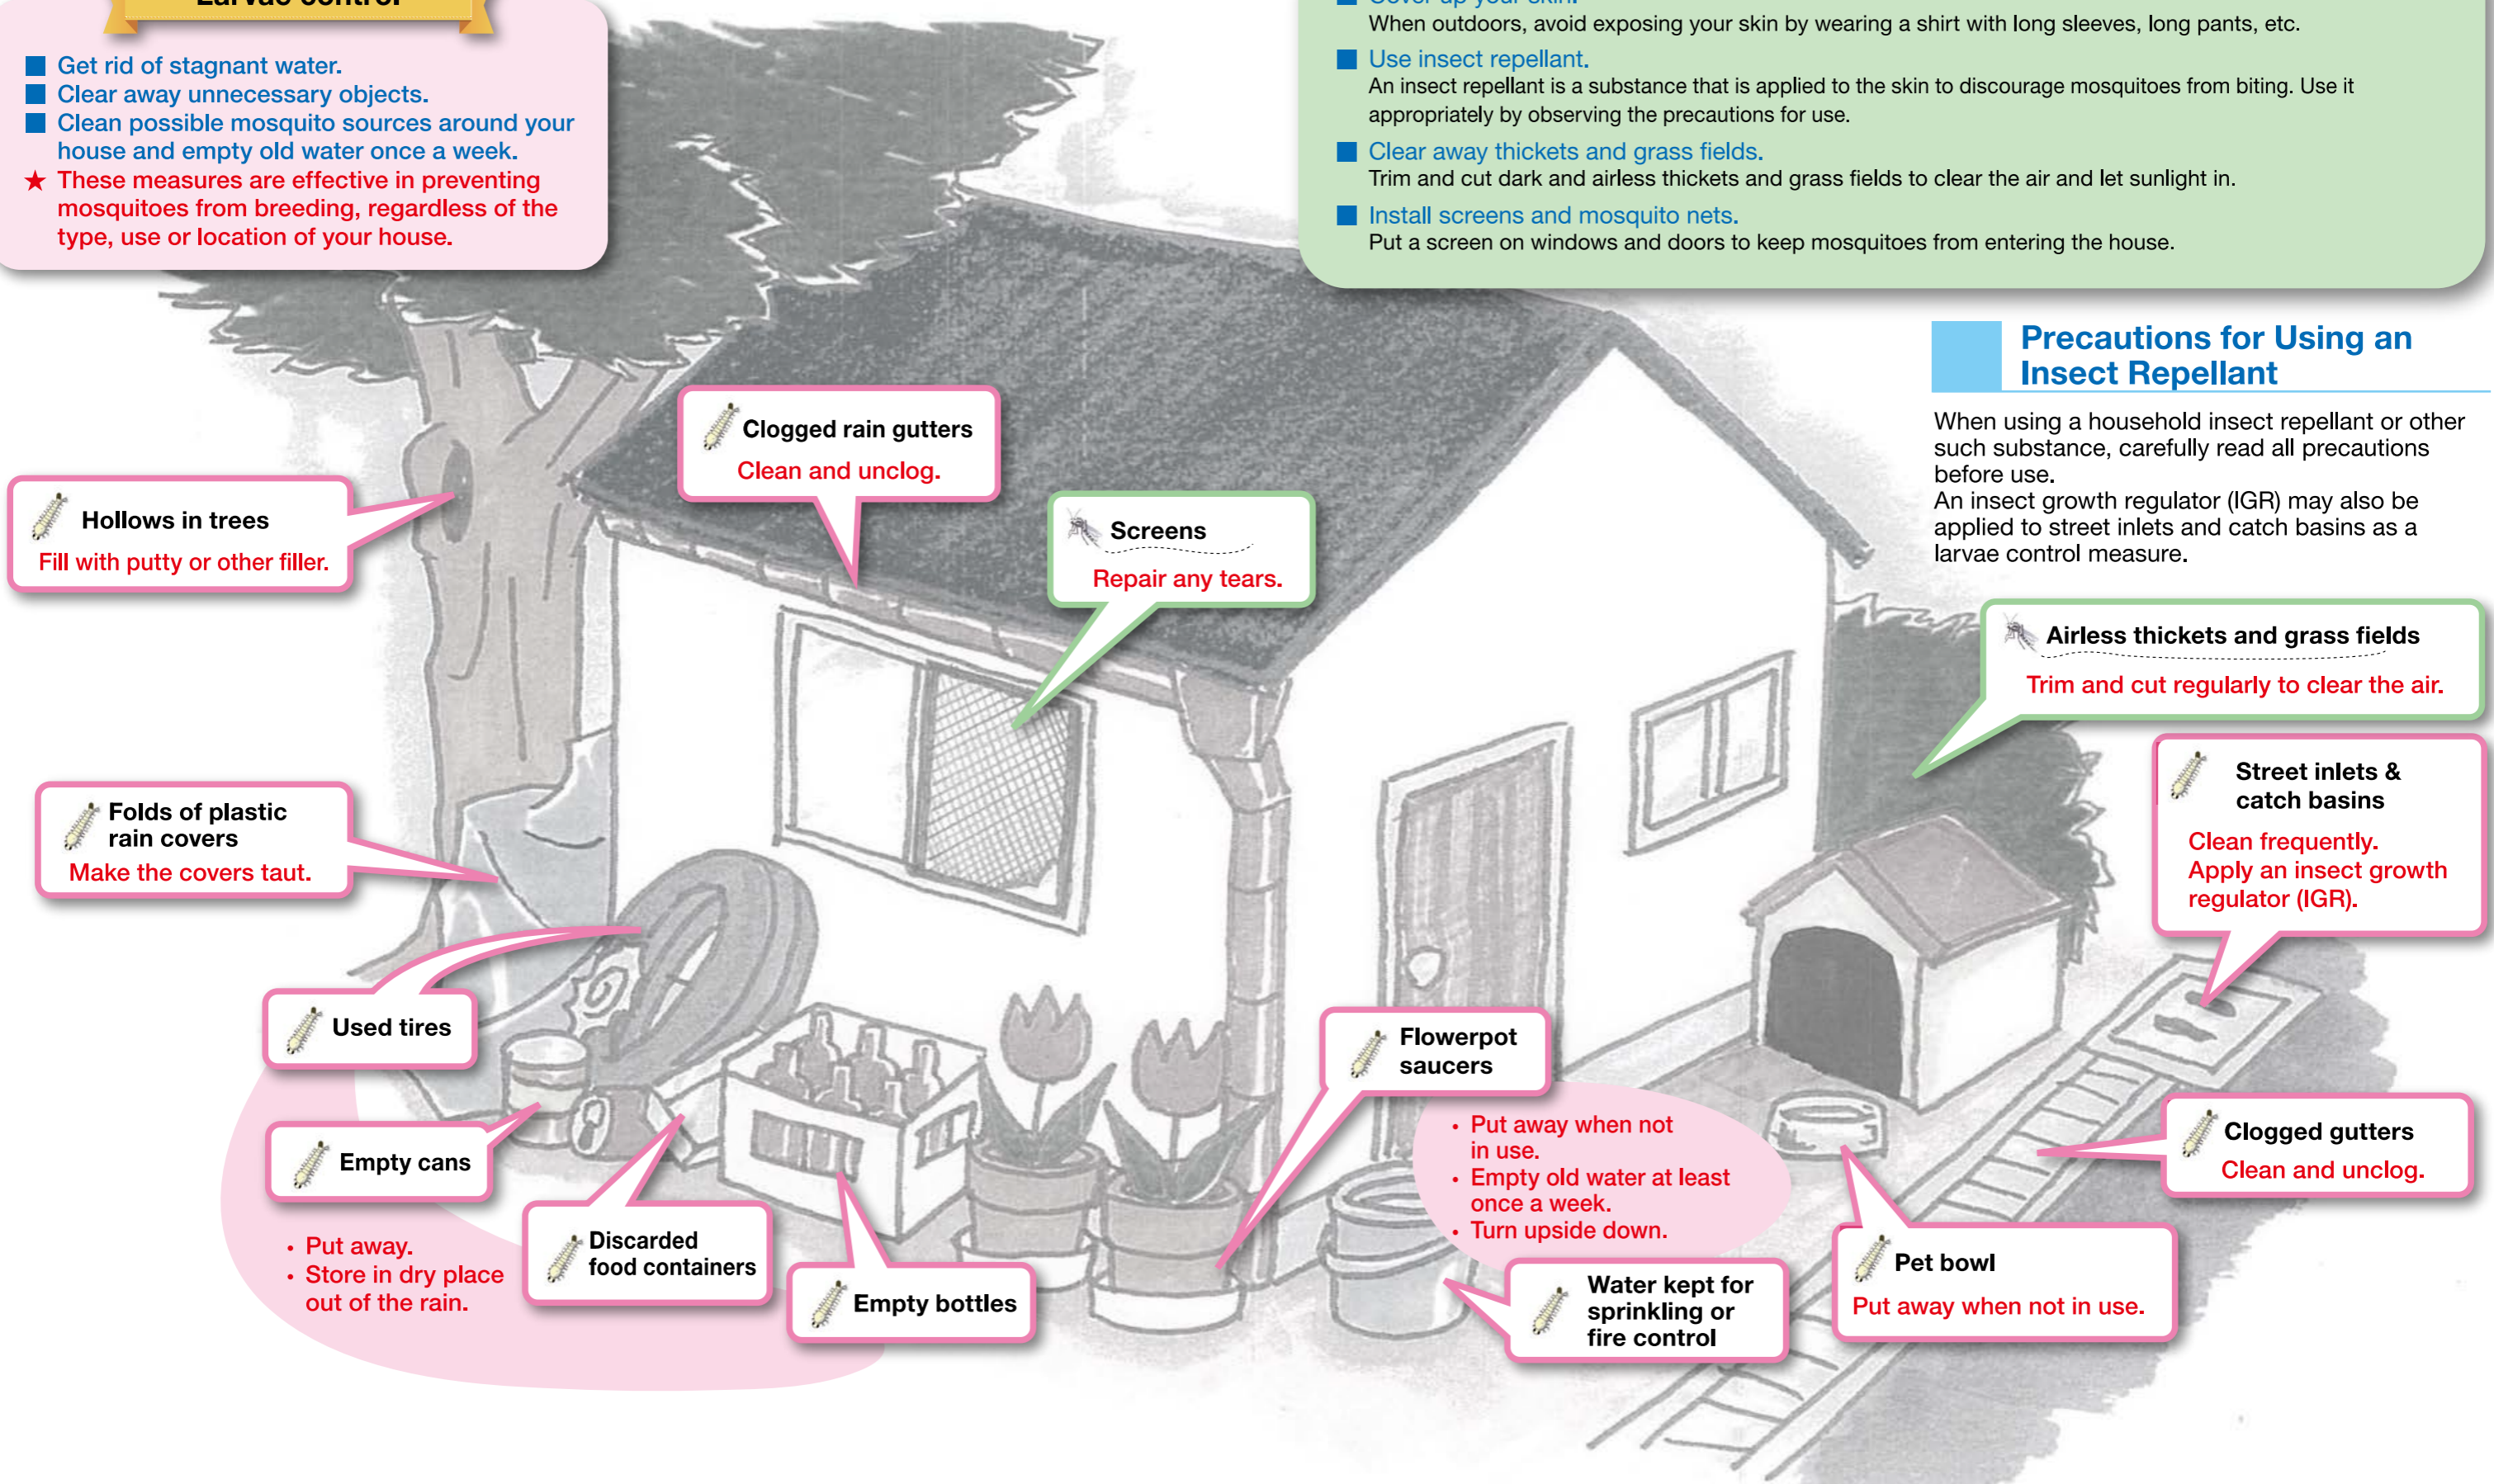 Larvae control
Get rid of stagnant water.
Clear away unnecessary objects.
Clean possible mosquito sources around your
house and empty old water once a week.
★ These measures are effective in preventing
mosquitoes from breeding, regardless of the
type, use or location of your house.
Cover up your skin.
When outdoors, avoid exposing your skin by wearing a shirt with long sleeves, long pants, etc.
Use insect repellant.
An insect repellant is a substance that is applied to the skin to discourage mosquitoes from biting. Use it
appropriately by observing the precautions for use.
Clear away thickets and grass fields.
Trim and cut dark and airless thickets and grass fields to clear the air and let sunlight in.
Install screens and mosquito nets.
Put a screen on windows and doors to keep mosquitoes from entering the house.
Precautions for Using an
Insect Repellant
When using a household insect repellant or other
such substance, carefully read all precautions
before use.
An insect growth regulator (IGR) may also be
applied to street inlets and catch basins as a
larvae control measure.
Clogged rain gutters
Clean and unclog.
Hollows in trees
Fill with putty or other filler.
Screens
Repair any tears.
Airless thickets and grass fields
Trim and cut regularly to clear the air.
Street inlets &
catch basins
Clean frequently.
Apply an insect growth
regulator (IGR).
Folds of plastic
rain covers
Make the covers taut.
Used tires
Flowerpot
saucers
Empty cans
• Put away when not
in use.
• Empty old water at least
once a week.
• Turn upside down.
Clogged gutters
Clean and unclog.
• Put away.
• Store in dry place
out of the rain.
Discarded
food containers
Empty bottles
Water kept for
sprinkling or
fire control
Pet bowl
Put away when not in use.